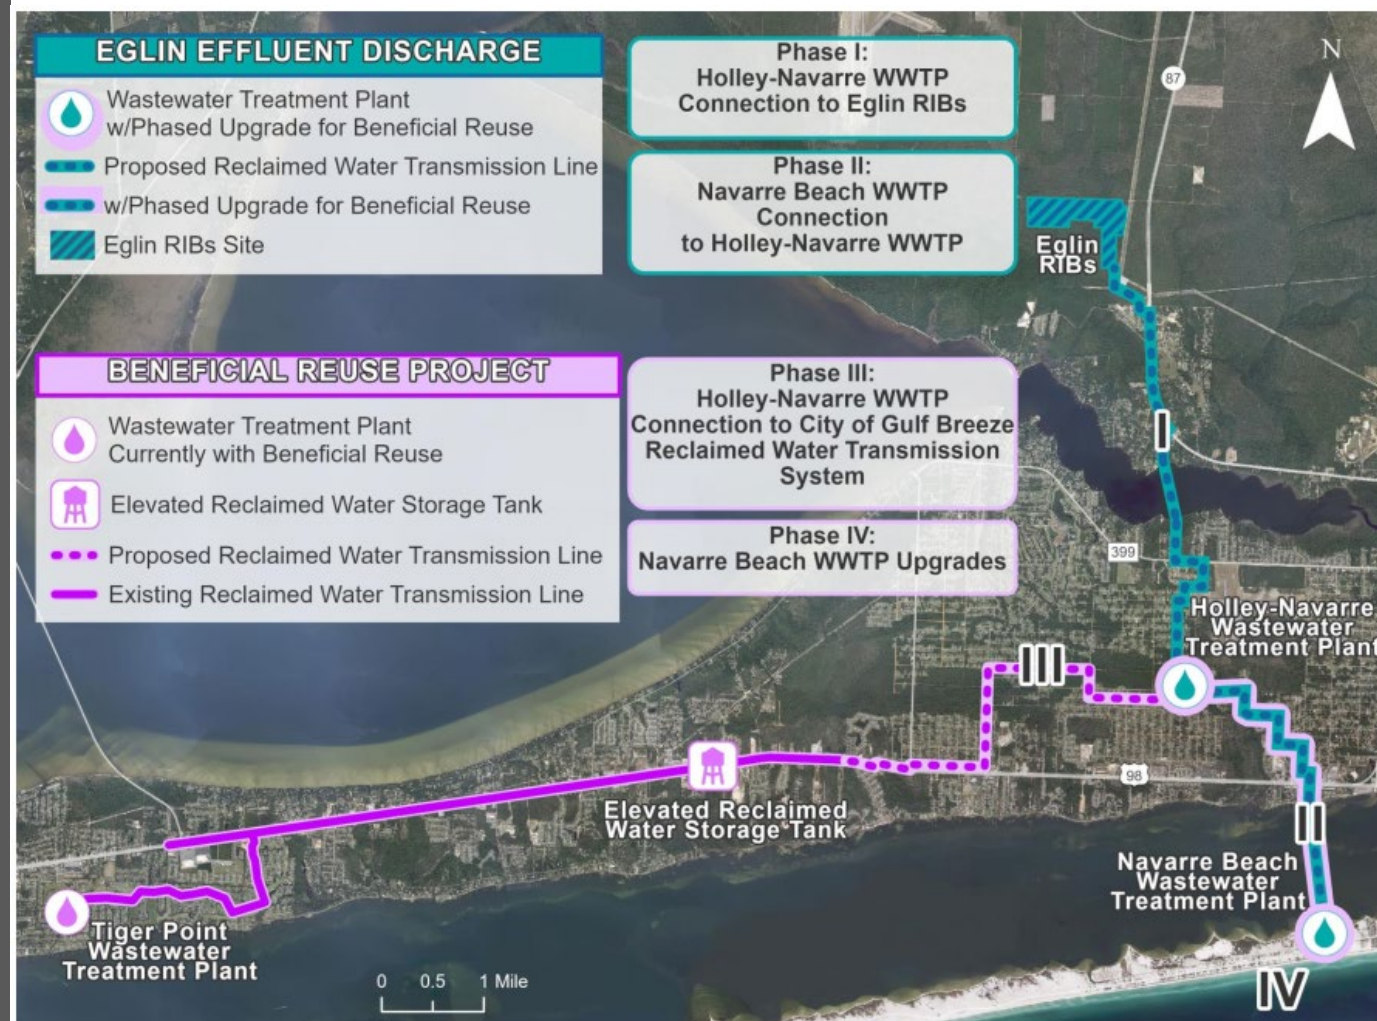 EGLIN EFFLUENT DISCHARGE
Wastewater Treatment Plant
w/Phased Upgrade for Beneficial Reuse
Proposed Reclaimed Water Transmission Line
w/Phased Upgrade for Beneficial Reuse
Eglin RIBs Site
Phase I:
Holley-Navarre WWTP
Connection to Eglin RIBs
Phase II:
Navarre Beach WWTP
Connection
to Holley-Navarre WWTP
N
87
Eglin
RIBs
BENEFICIAL REUSE PROJECT
Wastewater Treatment Plant
Currently with Beneficial Reuse
Elevated Reclaimed Water Storage Tank
Proposed Reclaimed Water Transmission Line
Existing Reclaimed Water Transmission Line
Phase III:
Holley-Navarre WWTP
Connection to City of Gulf Breeze
Reclaimed Water Transmission
System
Phase IV:
Navarre Beach WWTP Upgrades
I
399
Holley-Navarre
Wastewater
Treatment Plant
III
98
Elevated Reclaimed
Water Storage Tank
II
Navarre Beach
Wastewater
Treatment Plant
Tiger Point
Wastewater
Treatment Plant
0 0.5 1 Mile
IV